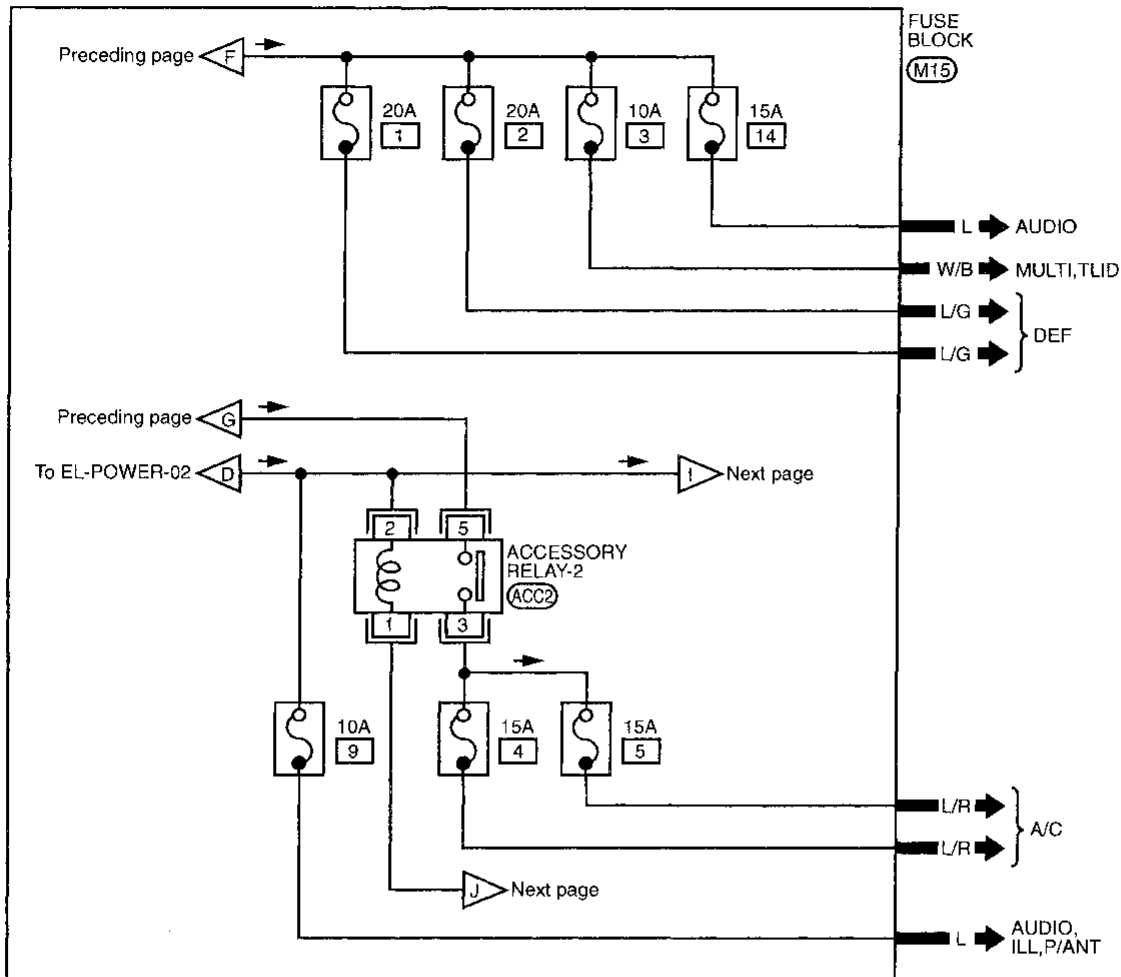 FUSE
BLOCK
M15
Preceding page F
20A
1
20A
2
10A
3
15A
14
L AUDIO
W/B MULTI,TLID
L/G
L/G
DEF
Preceding page G
To EL-POWER-02 D
I Next page
2
5
ACCESSORY
RELAY-2
ACC2
1
3
10A
9
15A
4
15A
5
L/R
L/R
A/C
J Next page
L AUDIO,
ILL,P/ANT